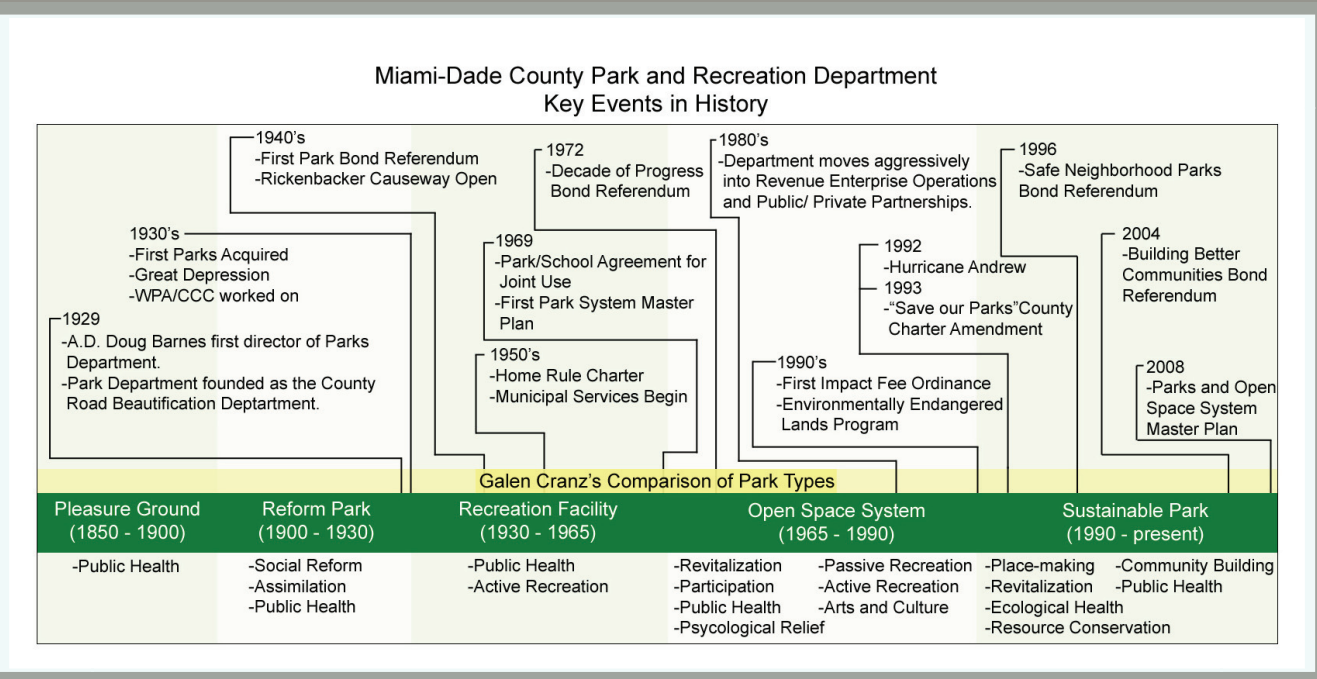 Miami-Dade County Park and Recreation Department
Key Events in History
1940's
-First Park Bond Referendum
-Rickenbacker Causeway Open
1930's
-First Parks Acquired
-Great Depression
-WPA/CCC worked on
1929
-A.D. Doug Barnes first director of Parks
Department.
-Park Department founded as the County
Road Beautification Deptartment.
1972
-Decade of Progress
Bond Referendum
1969
-Park/School Agreement for
Joint Use
-First Park System Master
Plan
1950's
-Home Rule Charter
-Municipal Services Begin
1980's
-Department moves aggressively
into Revenue Enterprise Operations
and Public/ Private Partnerships.
1992
-Hurricane Andrew
1993
-“Save our Parks”County
Charter Amendment
1990's
-First Impact Fee Ordinance
-Environmentally Endangered
Lands Program
1996
-Safe Neighborhood Parks
Bond Referendum
2004
-Building Better
Communities Bond
Referendum
2008
-Parks and Open
Space System
Master Plan
Galen Cranz's Comparison of Park Types
Pleasure Ground
(1850 - 1900)
-Public Health
Reform Park
(1900 - 1930)
-Social Reform
-Assimilation
-Public Health
Recreation Facility
(1930 - 1965)
-Public Health
-Active Recreation
Open Space System
(1965 - 1990)
-Revitalization
-Participation
-Public Health
-Psycological Relief
-Passive Recreation
-Active Recreation
-Arts and Culture
Sustainable Park
(1990 - present)
-Place-making
-Revitalization
-Ecological Health
-Resource Conservation
-Community Building
-Public Health